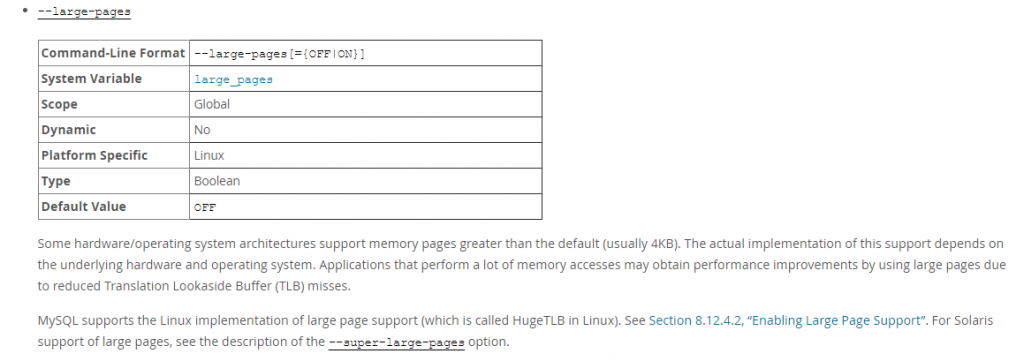 --large-pages
Command-Line Format --large-pages[={OFF|ON}]
System Variable large_pages
Scope Global
Dynamic No
Platform Specific Linux
Type Boolean
Default Value OFF
Some hardware/operating system architectures support memory pages greater than the default (usually 4KB). The actual implementation of this support depends on
the underlying hardware and operating system. Applications that perform a lot of memory accesses may obtain performance improvements by using large pages due
to reduced Translation Lookaside Buffer (TLB) misses.
MySQL supports the Linux implementation of large page support (which is called HugeTLB in Linux). See Section 8.12.4.2, “Enabling Large Page Support”. For Solaris
support of large pages, see the description of the --super-large-pages option.